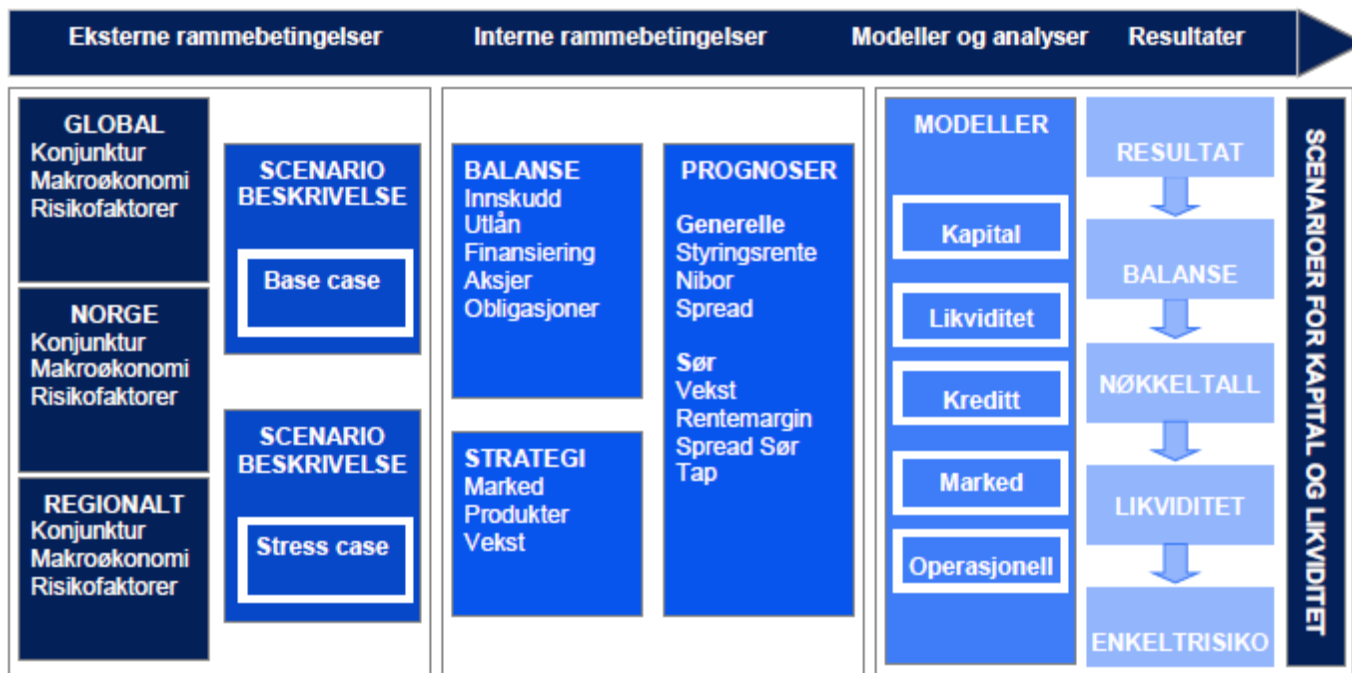 Eksterne rammebetingelser
Interne rammebetingelser
Modeller og analyser
Resultater
GLOBAL
Konjunktur
Makroøkonomi
Risikofaktorer
NORGE
Konjunktur
Makroøkonomi
Risikofaktorer
REGIONALT
Konjunktur
Makroøkonomi
Risikofaktorer
SCENARIO
BESKRIVELSE
Base case
SCENARIO
BESKRIVELSE
Stress case
BALANSE
Innskudd
Utlån
Finansiering
Aksjer
Obligasjoner
STRATEGI
Marked
Produkter
Vekst
PROGNOSER
Generelle
Styringsrente
Nibor
Spread
Sør
Vekst
Rentemargin
Spread Sør
Tap
MODELLER
Kapital
Likviditet
Kreditt
Marked
Operasjonell
RESULTAT
BALANSE
NØKKELTALL
LIKVIDITET
ENKELTRISIKO
SCENARIOER FOR KAPITAL OG LIKVIDITET